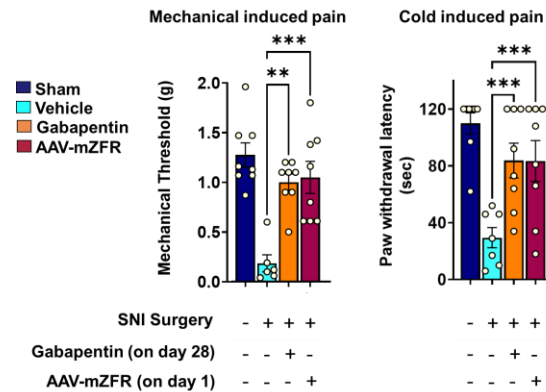 Mechanical induced pain
Cold induced pain
Sham
Vehicle
Gabapentin
AAV-mZFR
Mechanical Threshold (g)
2.0
1.5
1.0
0.5
0.0
***
**
Paw withdrawal latency
(sec)
120
80
40
0
***
***
SNI Surgery - + + + - + + +
Gabapentin (on day 28) + +
AAV-mZFR (on day 1) - - - + - - - +